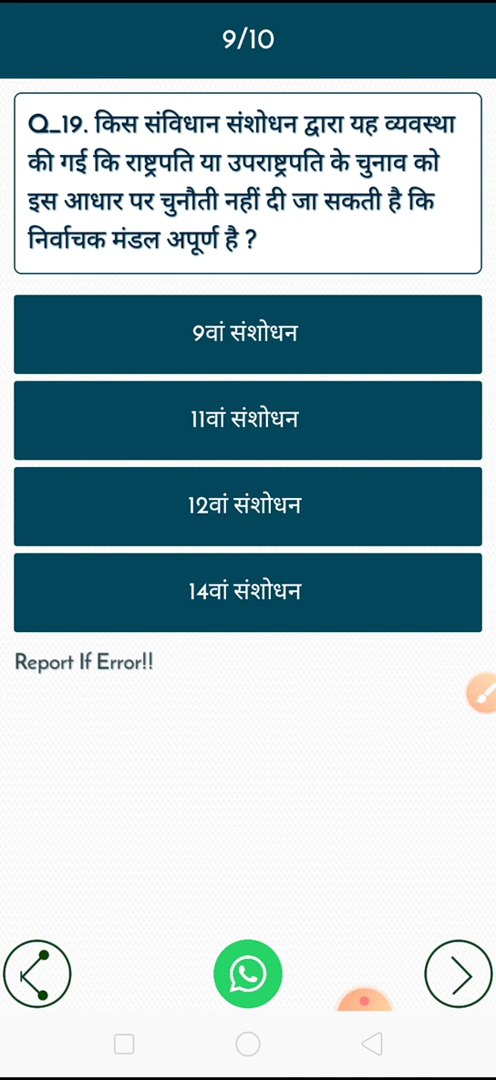 9/10
Q_19. किस संविधान संशोधन द्वारा यह व्यवस्था
की गई कि राष्ट्रपति या उपराष्ट्रपति के चुनाव को
इस आधार पर चुनौती नहीं दी जा सकती है कि
निर्वाचक मंडल अपूर्ण है ?
9वां संशोधन
11वां संशोधन
12वां संशोधन
14वां संशोधन
Report If Error!!